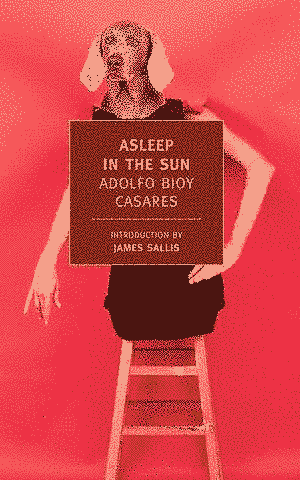 ASLEEP
IN THE SUN
ADOLFO BIOY
CASARES
INTRODUCTION BY
JAMES SALLIS